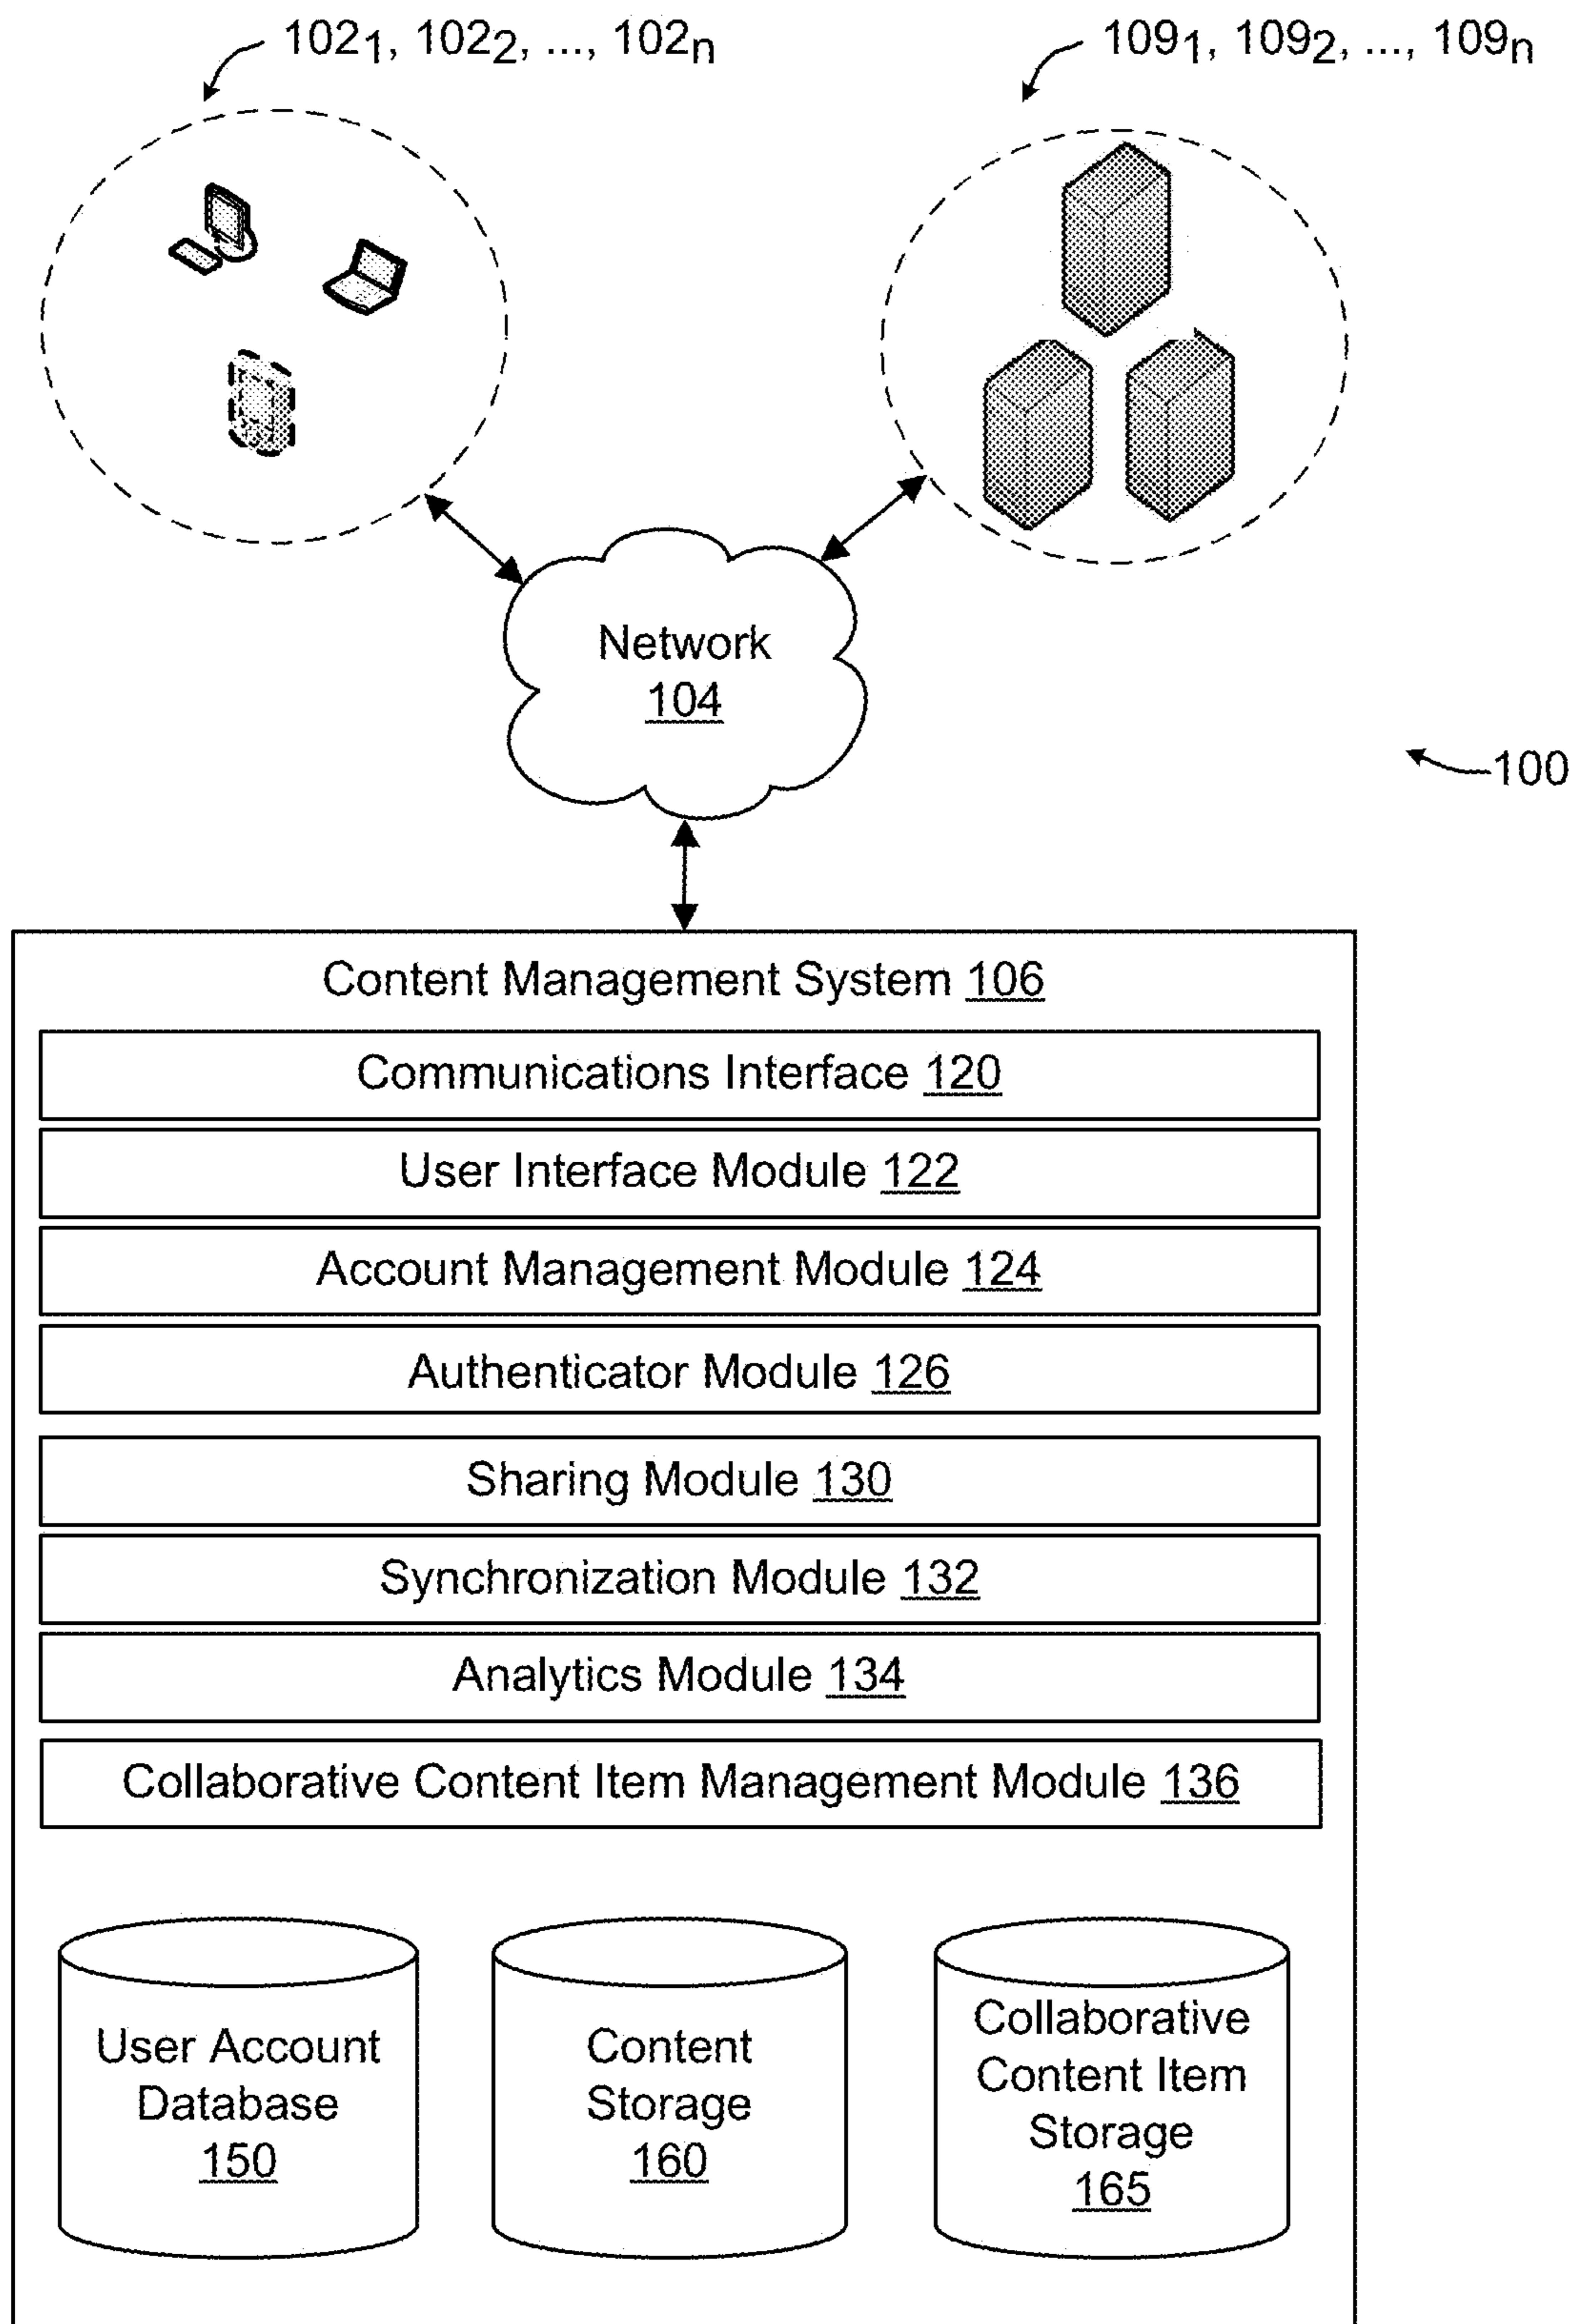 102₁, 102₂, ..., 102ₙ
109₁, 109₂, ..., 109ₙ
Network
104
100
Content Management System 106
Communications Interface 120
User Interface Module 122
Account Management Module 124
Authenticator Module 126
Sharing Module 130
Synchronization Module 132
Analytics Module 134
Collaborative Content Item Management Module 136
User Account
Database
150
Content
Storage
160
Collaborative
Content Item
Storage
165